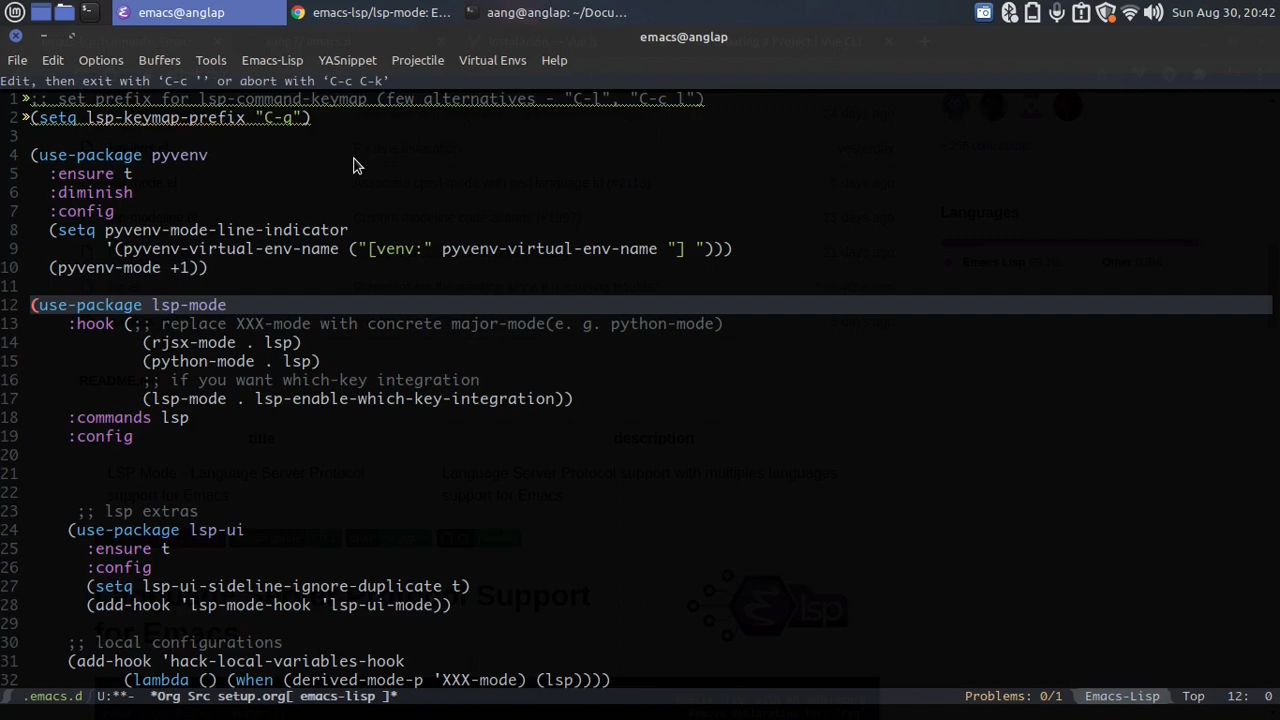 emacs@anglap
emacs-lsp/lsp-mode: E...
aang@anglap: ~/Docu...
Sun Aug 30, 20:42
emacs@anglap
File Edit Options Buffers Tools Emacs-Lisp YASnippet Projectile Virtual Envs Help
Edit, then exit with ‘C-c '’ or abort with ‘C-c C-k’
1 ;; set prefix for lsp-command-keymap (few alternatives - "C-l", "C-c l")
2 (setq lsp-keymap-prefix "C-q")
3
4 (use-package pyvenv
5 :ensure t
6 :diminish
7 :config
8 (setq pyvenv-mode-line-indicator
9 '(pyvenv-virtual-env-name ("[venv:" pyvenv-virtual-env-name "] ")))
10 (pyvenv-mode +1))
11
12 (use-package lsp-mode
13 :hook (;; replace XXX-mode with concrete major-mode(e. g. python-mode)
14 (rjsx-mode . lsp)
15 (python-mode . lsp)
16 ;; if you want which-key integration
17 (lsp-mode . lsp-enable-which-key-integration))
18 :commands lsp
19 :config
20
21
22
23 ;; lsp extras
24 (use-package lsp-ui
25 :ensure t
26 :config
27 (setq lsp-ui-sideline-ignore-duplicate t)
28 (add-hook 'lsp-mode-hook 'lsp-ui-mode))
29
30 ;; local configurations
31 (add-hook 'hack-local-variables-hook
32 (lambda () (when (derived-mode-p 'XXX-mode) (lsp))))
.emacs.d U:**- *Org Src setup.org[ emacs-lisp ]* Problems: 0/1 Emacs-Lisp Top 12: 0
Languages
title description
LSP Mode - Language Server Protocol support for Emacs
Language Server Protocol support with multiples languages support for Emacs
Protocol Support
for Emacs
lsp